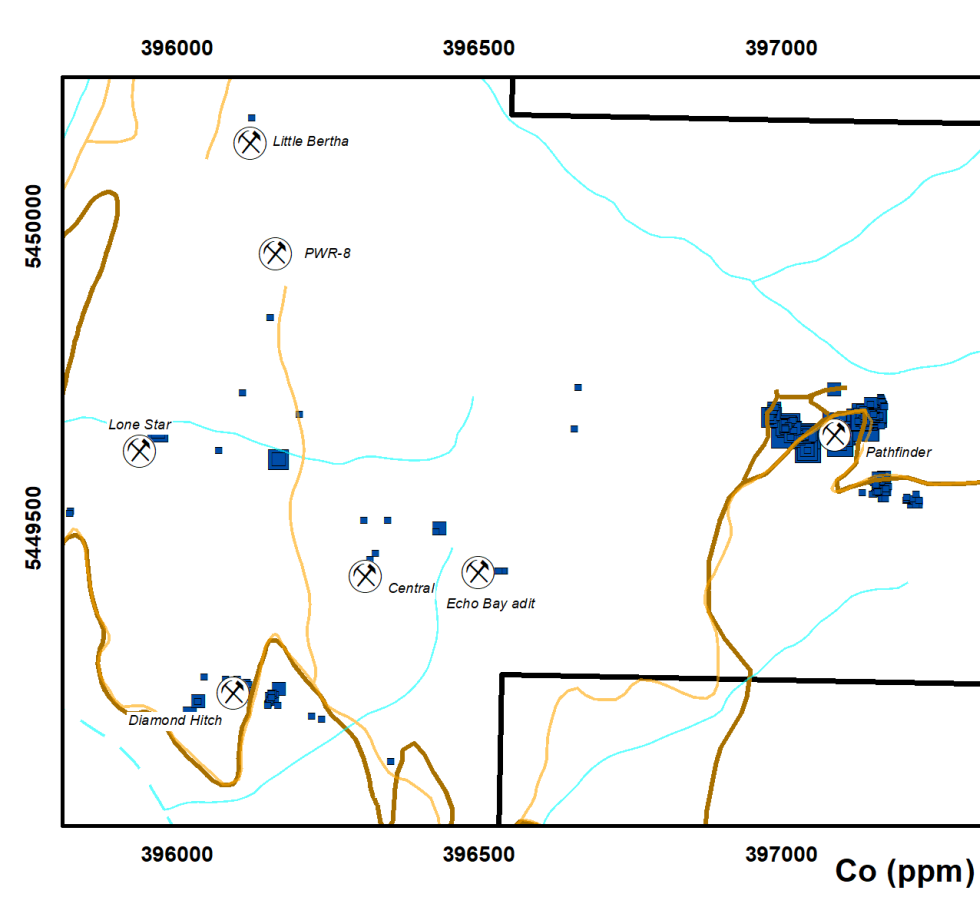 396000 396500 397000
Little Bertha
5450000
PWR-8
Lone Star
Pathfinder
5449500
Central
Echo Bay adit
Diamond Hitch
396000 396500 397000
Co (ppm)